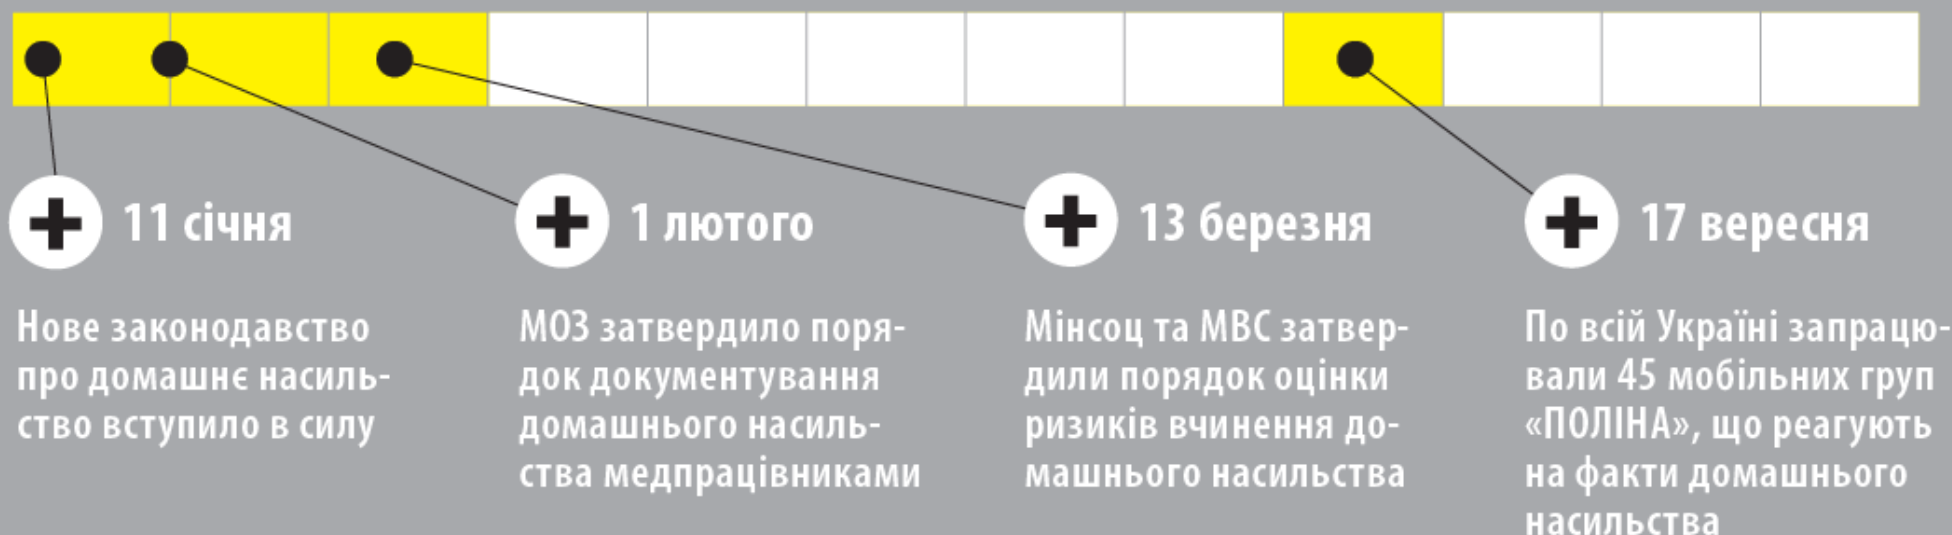 11 січня
Нове законодавство
про домашнє насиль-
ство вступило в силу
1 лютого
МОЗ затвердило поря-
док документування
домашнього насиль-
ства медпрацівниками
13 березня
Мінсоц та МВС затвер-
дили порядок оцінки
ризиків вчинення до-
машнього насильства
17 вересня
По всій Україні запрацю-
вали 45 мобільних груп
«ПОЛІНА», що реагують
на факти домашнього
насильства